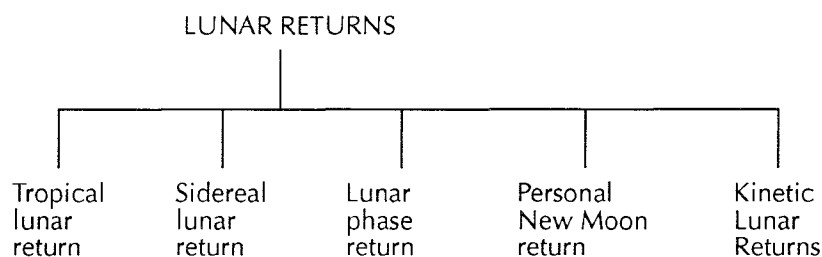 LUNAR RETURNS
Tropical
lunar
return
Sidereal
lunar
return
Lunar
phase
return
Personal
New Moon
return
Kinetic
Lunar
Returns